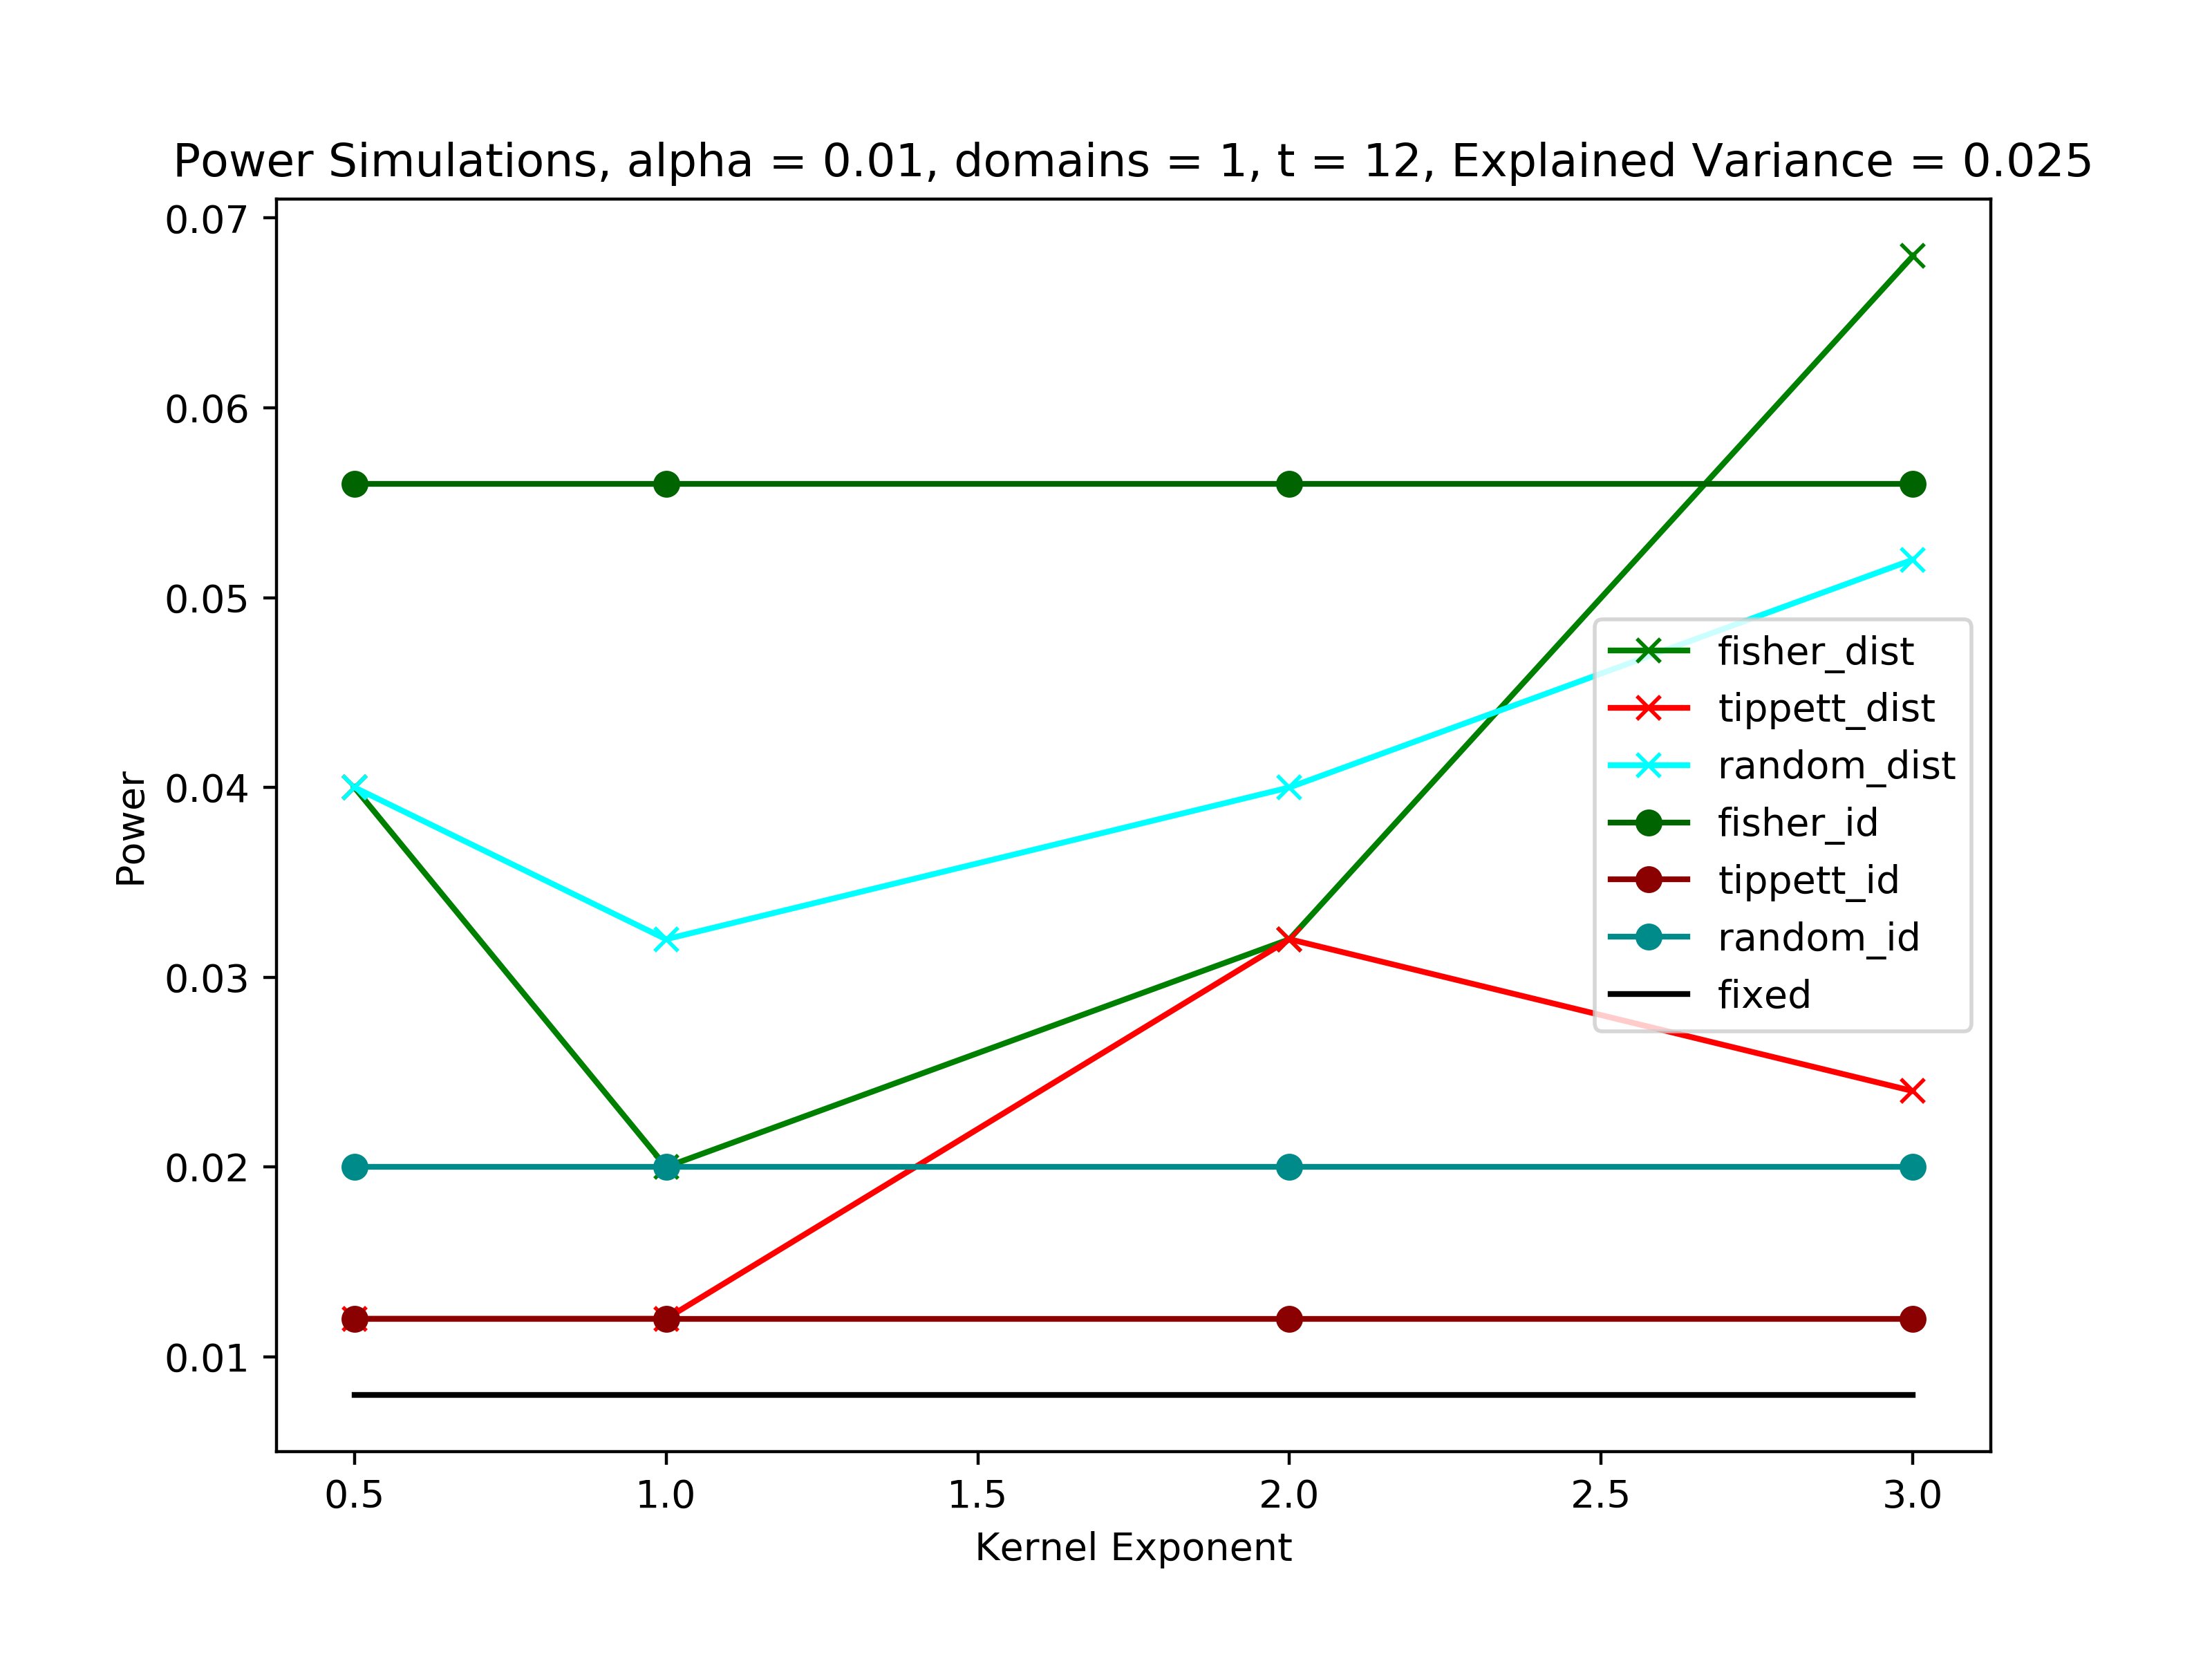 Power Simulations, alpha = 0.01, domains = 1, t = 12, Explained Variance = 0.025
0.07
0.06
0.05
0.04
0.03
0.02
0.01
Power
fisher_dist
tippett_dist
random_dist
fisher_id
tippett_id
random_id
fixed
0.5 1.0 1.5 2.0 2.5 3.0
Kernel Exponent